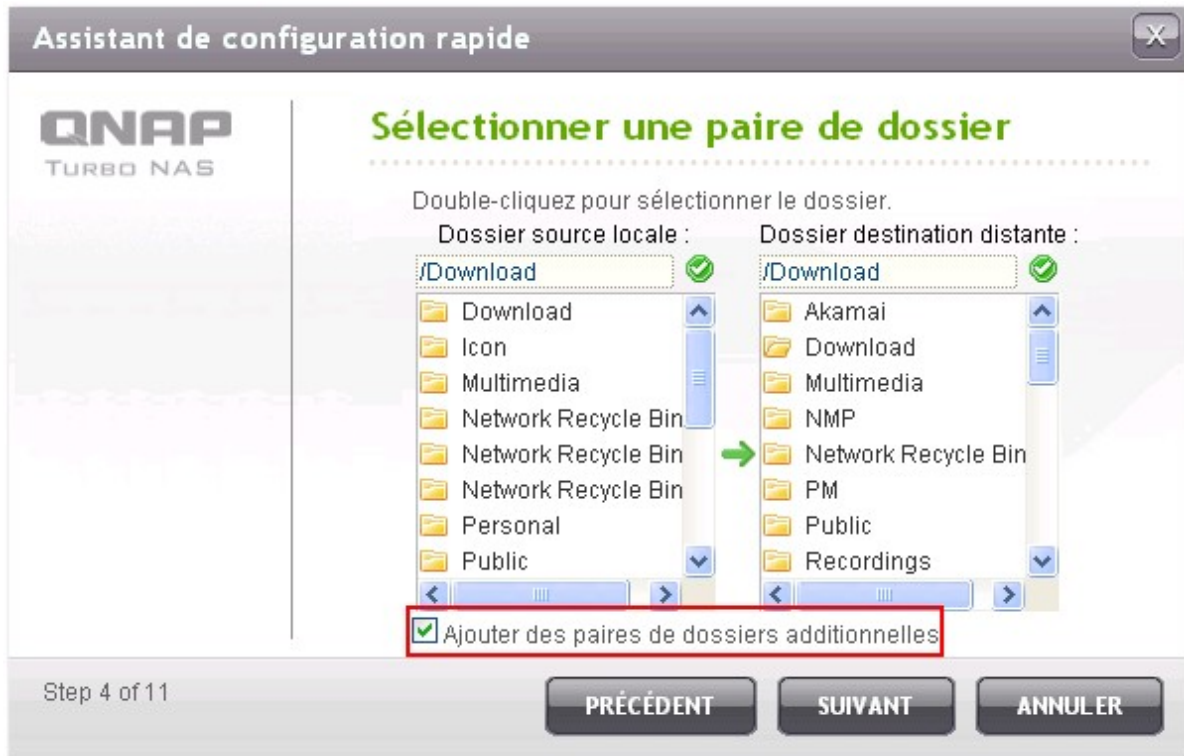 Assistant de configuration rapide
X
QNAP
TURBO NAS
Sélectionner une paire de dossier
Double-cliquez pour sélectionner le dossier.
Dossier source locale :
/Download
Download
Icon
Multimedia
Network Recycle Bin
Network Recycle Bin
Network Recycle Bin
Personal
Public
Dossier destination distante :
/Download
Akamai
Download
Multimedia
NMP
Network Recycle Bin
PM
Public
Recordings
Ajouter des paires de dossiers additionnelles
Step 4 of 11
PRÉCÉDENT
SUIVANT
ANNULER